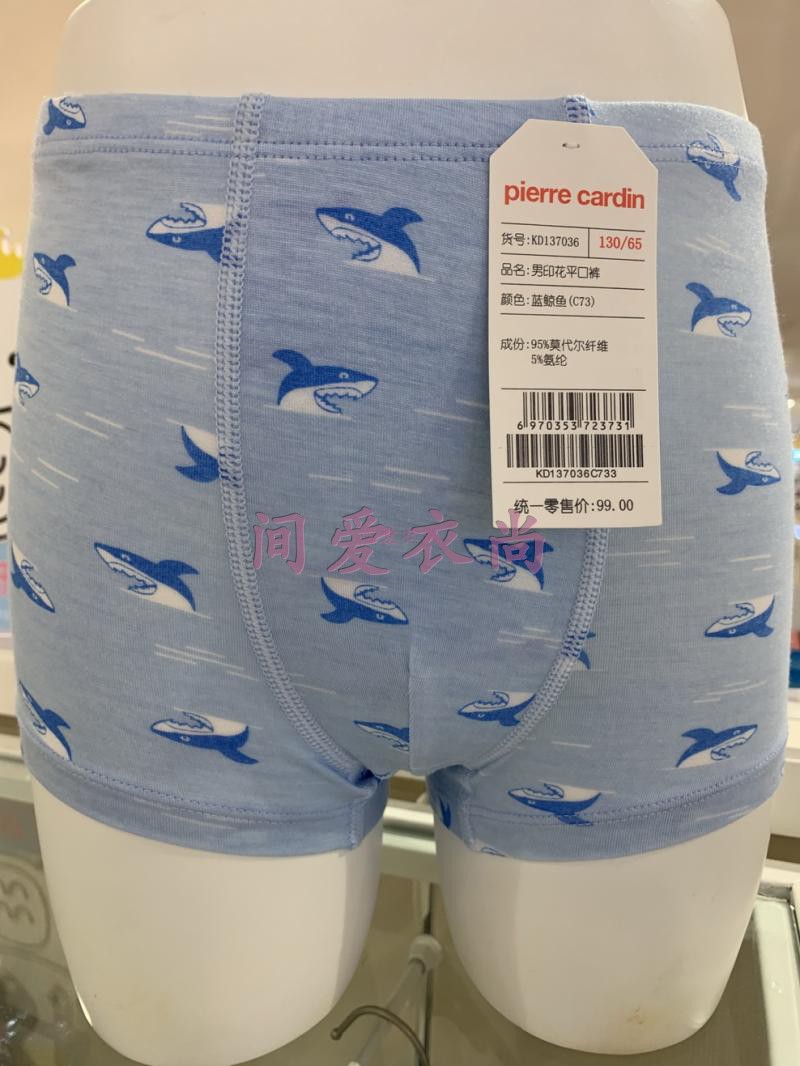 pierre cardin
货号:KD137036 130/65
品名:男印花平口裤
颜色:蓝鲸鱼(C73)
成份:95%莫代尔纤维
5%氨纶
6 970353 723731
KD137036C733
统一零售价:99.00
间爱衣尚